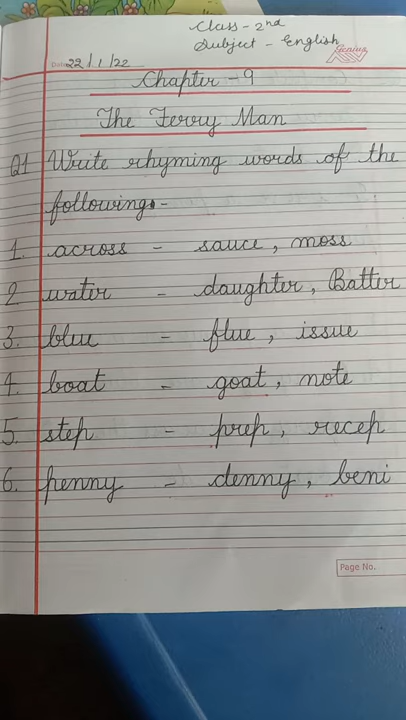 Class - 2nd
Subject - English
Genius
Date 22/1/22
Chapter - 9
The Ferry Man
Q1 Write rhyming words of the
following:-
1. across - sauce, moss
2 water - daughter, Batter
3. blue - flue, issue
4. boat - goat, note
5. step - prep, recep
6. penny - denny, beni
Page No.